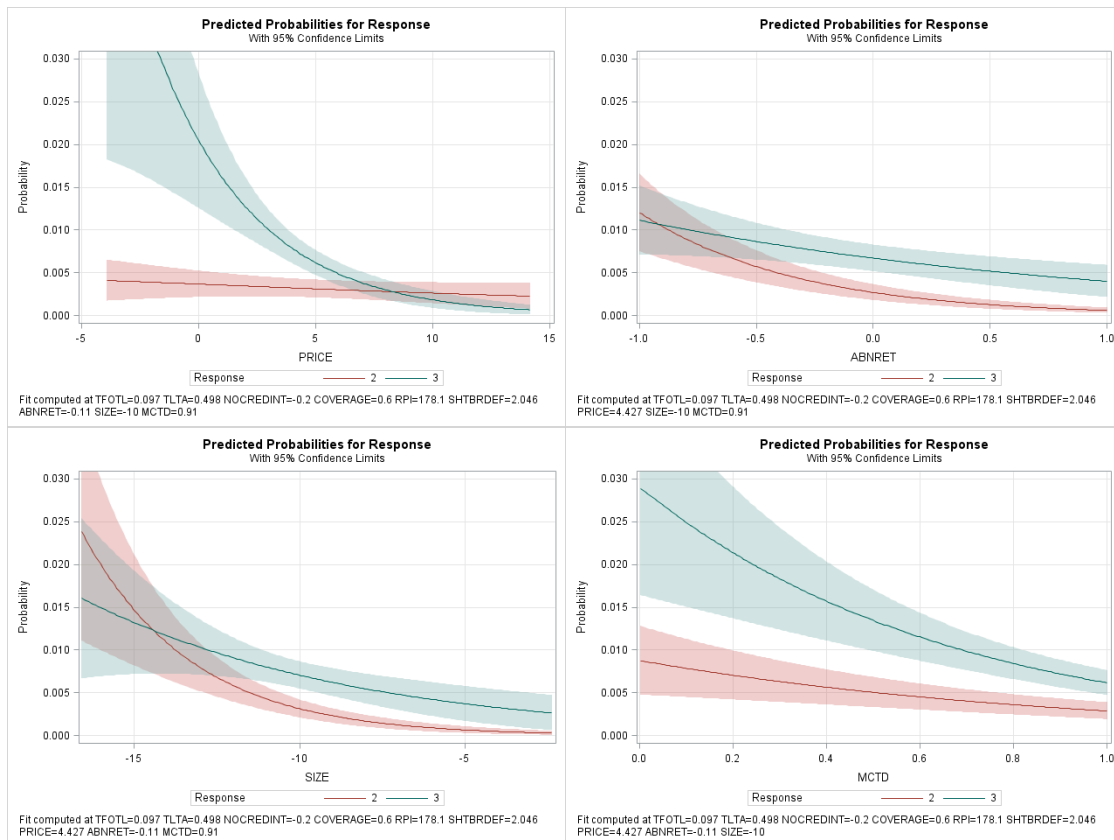 Predicted Probabilities for Response
With 95% Confidence Limits
0.030
0.025
0.020
0.015
0.010
0.005
0.000
Probability
-5 0 5 10 15
PRICE
Response 2 3
Fit computed at TFOTL=0.097 TLTA=0.498 NOCREDINT=-0.2 COVERAGE=0.6 RPI=178.1 SHTBRDEF=2.046
ABNRET=-0.11 SIZE=-10 MCTD=0.91
Predicted Probabilities for Response
With 95% Confidence Limits
0.030
0.025
0.020
0.015
0.010
0.005
0.000
Probability
-1.0 -0.5 0.0 0.5 1.0
ABNRET
Response 2 3
Fit computed at TFOTL=0.097 TLTA=0.498 NOCREDINT=-0.2 COVERAGE=0.6 RPI=178.1 SHTBRDEF=2.046
PRICE=4.427 SIZE=-10 MCTD=0.91
Predicted Probabilities for Response
With 95% Confidence Limits
0.030
0.025
0.020
0.015
0.010
0.005
0.000
Probability
-15 -10 -5
SIZE
Response 2 3
Fit computed at TFOTL=0.097 TLTA=0.498 NOCREDINT=-0.2 COVERAGE=0.6 RPI=178.1 SHTBRDEF=2.046
PRICE=4.427 ABNRET=-0.11 MCTD=0.91
Predicted Probabilities for Response
With 95% Confidence Limits
0.030
0.025
0.020
0.015
0.010
0.005
0.000
Probability
0.0 0.2 0.4 0.6 0.8 1.0
MCTD
Response 2 3
Fit computed at TFOTL=0.097 TLTA=0.498 NOCREDINT=-0.2 COVERAGE=0.6 RPI=178.1 SHTBRDEF=2.046
PRICE=4.427 ABNRET=-0.11 SIZE=-10